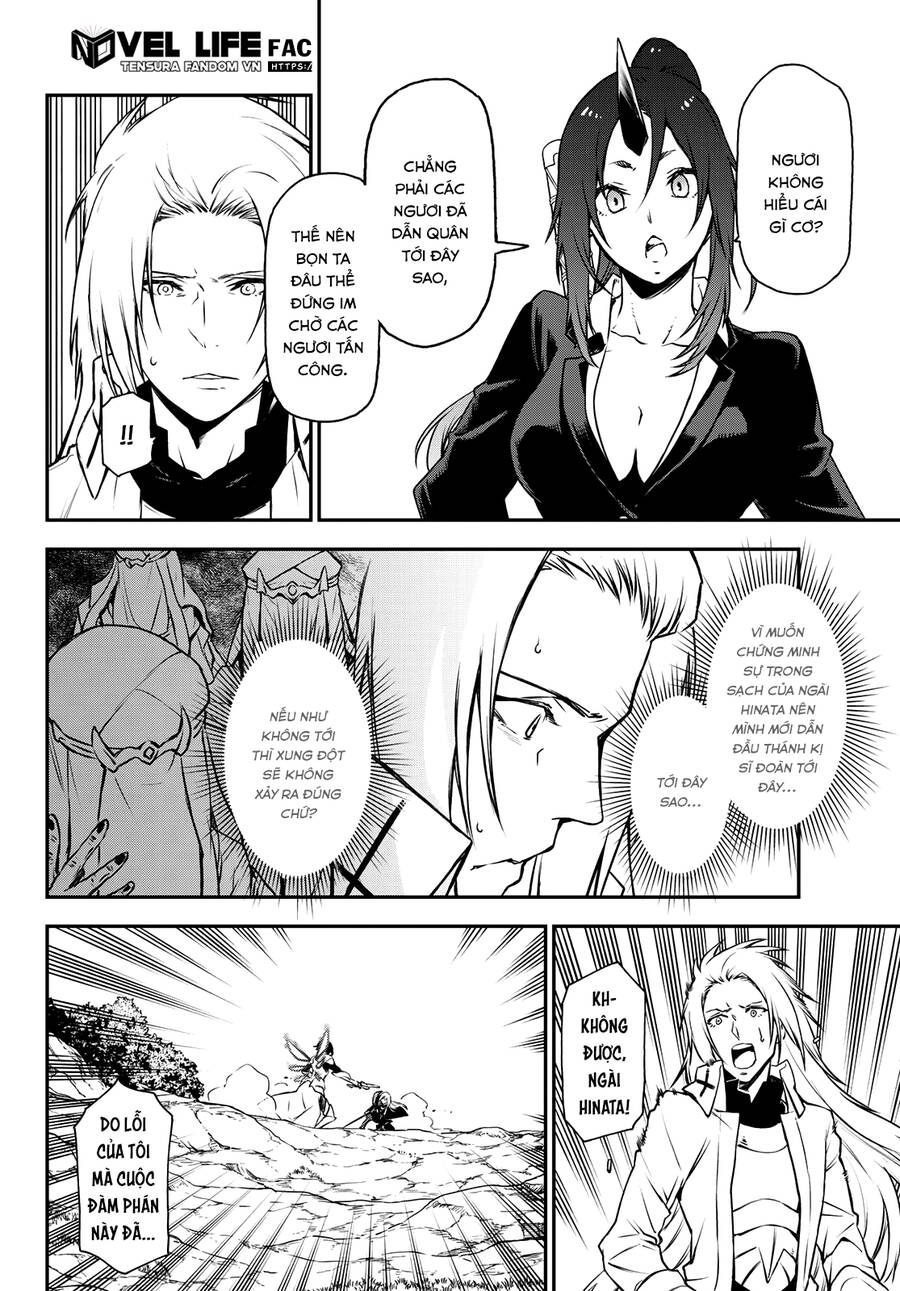 NOVEL LIFE FAC
TENSURA FANDOM VN HTTPS:/
NGƯƠI
KHÔNG
HIỂU CÁI
GÌ CƠ?
CHẲNG
PHẢI CÁC
NGƯƠI ĐÃ
DẪN QUÂN
TỚI ĐÂY
SAO,
THẾ NÊN
BỌN TA
ĐÂU THỂ
ĐỨNG IM
CHỜ CÁC
NGƯƠI TẤN
CÔNG.
!!
VÌ MUỐN
CHỨNG MINH
SỰ TRONG
SẠCH CỦA NGÀI
HINATA NÊN
MÌNH MỚI DẪN
ĐẦU THÁNH KỊ
SĨ ĐOÀN TỚI
ĐÂY...
TỚI ĐÂY
SAO...
NẾU NHƯ
KHÔNG TỚI
THÌ XUNG ĐỘT
SẼ KHÔNG
XẢY RA ĐÚNG
CHỨ?
KH-
KHÔNG
ĐƯỢC,
NGÀI
HINATA!
DO LỖI
CỦA TÔI
MÀ CUỘC
ĐÀM PHÁN
NÀY ĐÃ...